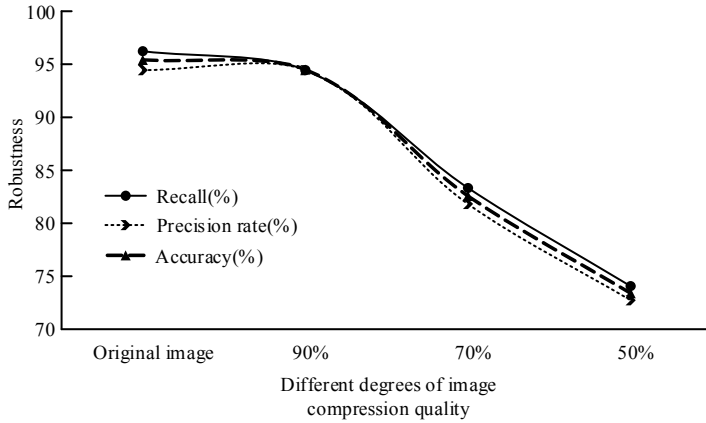 100
95
90
85
80
75
70
Robustness
Recall(%)
Precision rate(%)
Accuracy(%)
Original image
90%
70%
50%
Different degrees of image
compression quality